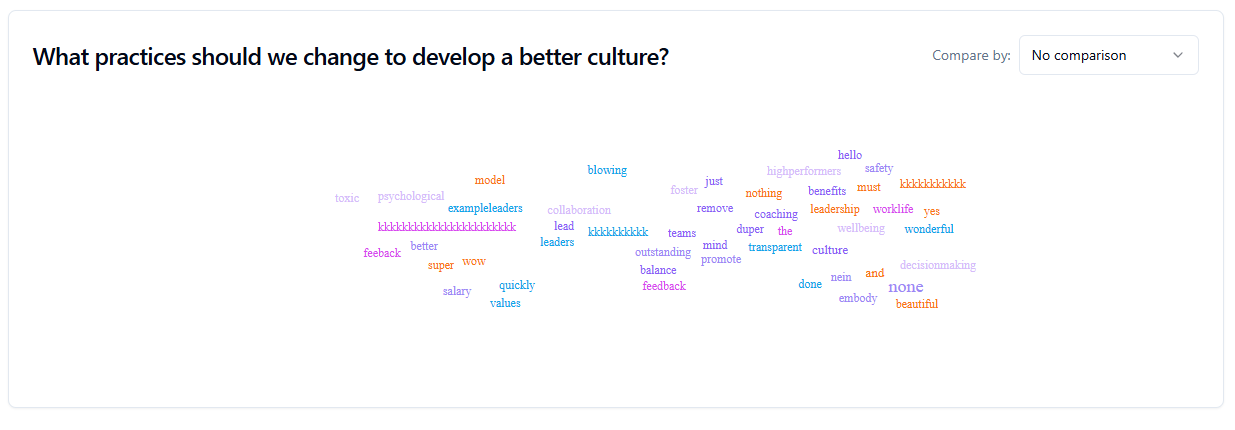 What practices should we change to develop a better culture?
Compare by: No comparison
hello
blowing
highperformers
safety
model
just
foster
nothing
benefits
must
kkkkkkkkkkk
toxic
psychological
exampleleaders
collaboration
remove
coaching
leadership
worklife
yes
kkkkkkkkkkkkkkkkkkkkkkk
lead
leaders
kkkkkkkkkk
teams
duper
the
wellbeing
wonderful
feeback
better
outstanding
mind
promote
transparent
culture
super
wow
balance
feedback
decisionmaking
nein
and
none
salary
quickly
values
done
embody
beautiful